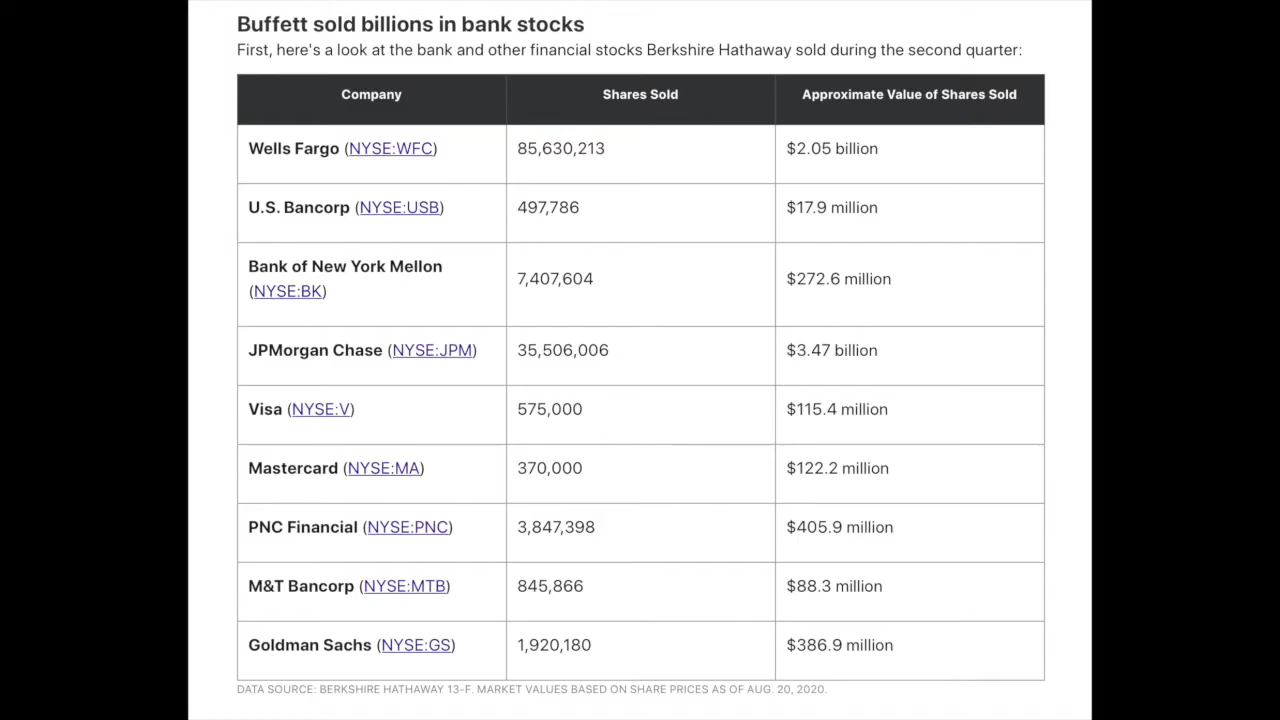 Buffett sold billions in bank stocks
First, here's a look at the bank and other financial stocks Berkshire Hathaway sold during the second quarter:
Company Shares Sold Approximate Value of Shares Sold
Wells Fargo (NYSE:WFC) 85,630,213 $2.05 billion
U.S. Bancorp (NYSE:USB) 497,786 $17.9 million
Bank of New York Mellon
(NYSE:BK) 7,407,604 $272.6 million
JPMorgan Chase (NYSE:JPM) 35,506,006 $3.47 billion
Visa (NYSE:V) 575,000 $115.4 million
Mastercard (NYSE:MA) 370,000 $122.2 million
PNC Financial (NYSE:PNC) 3,847,398 $405.9 million
M&T Bancorp (NYSE:MTB) 845,866 $88.3 million
Goldman Sachs (NYSE:GS) 1,920,180 $386.9 million
DATA SOURCE: BERKSHIRE HATHAWAY 13-F. MARKET VALUES BASED ON SHARE PRICES AS OF AUG. 20, 2020.